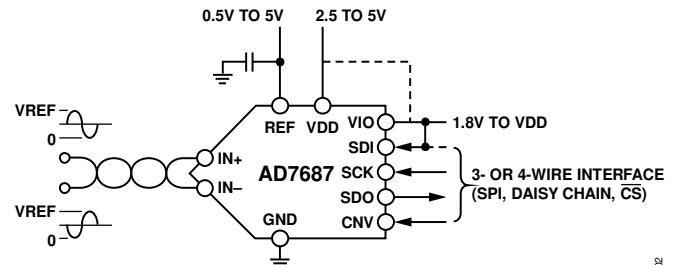 0.5V TO 5V 2.5 TO 5V
VREF
0
REF VDD VIO
1.8V TO VDD
SDI
IN+
AD7687
SCK
3- OR 4-WIRE INTERFACE
(SPI, DAISY CHAIN, C̅S̅)
IN–
SDO
VREF
0
GND
CNV
02